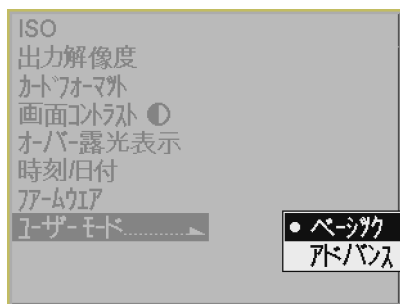 ISO
出力解像度
ｶｰﾄﾞﾌｫｰﾏｯﾄ
画面ｺﾝﾄﾗｽﾄ
ｵｰﾊﾞｰ露光表示
時刻/日付
ﾌｧｰﾑｳｪｱ
ﾕｰｻﾞｰﾓｰﾄﾞ............
● ﾍﾞｰｼｯｸ
ｱﾄﾞﾊﾞﾝｽ